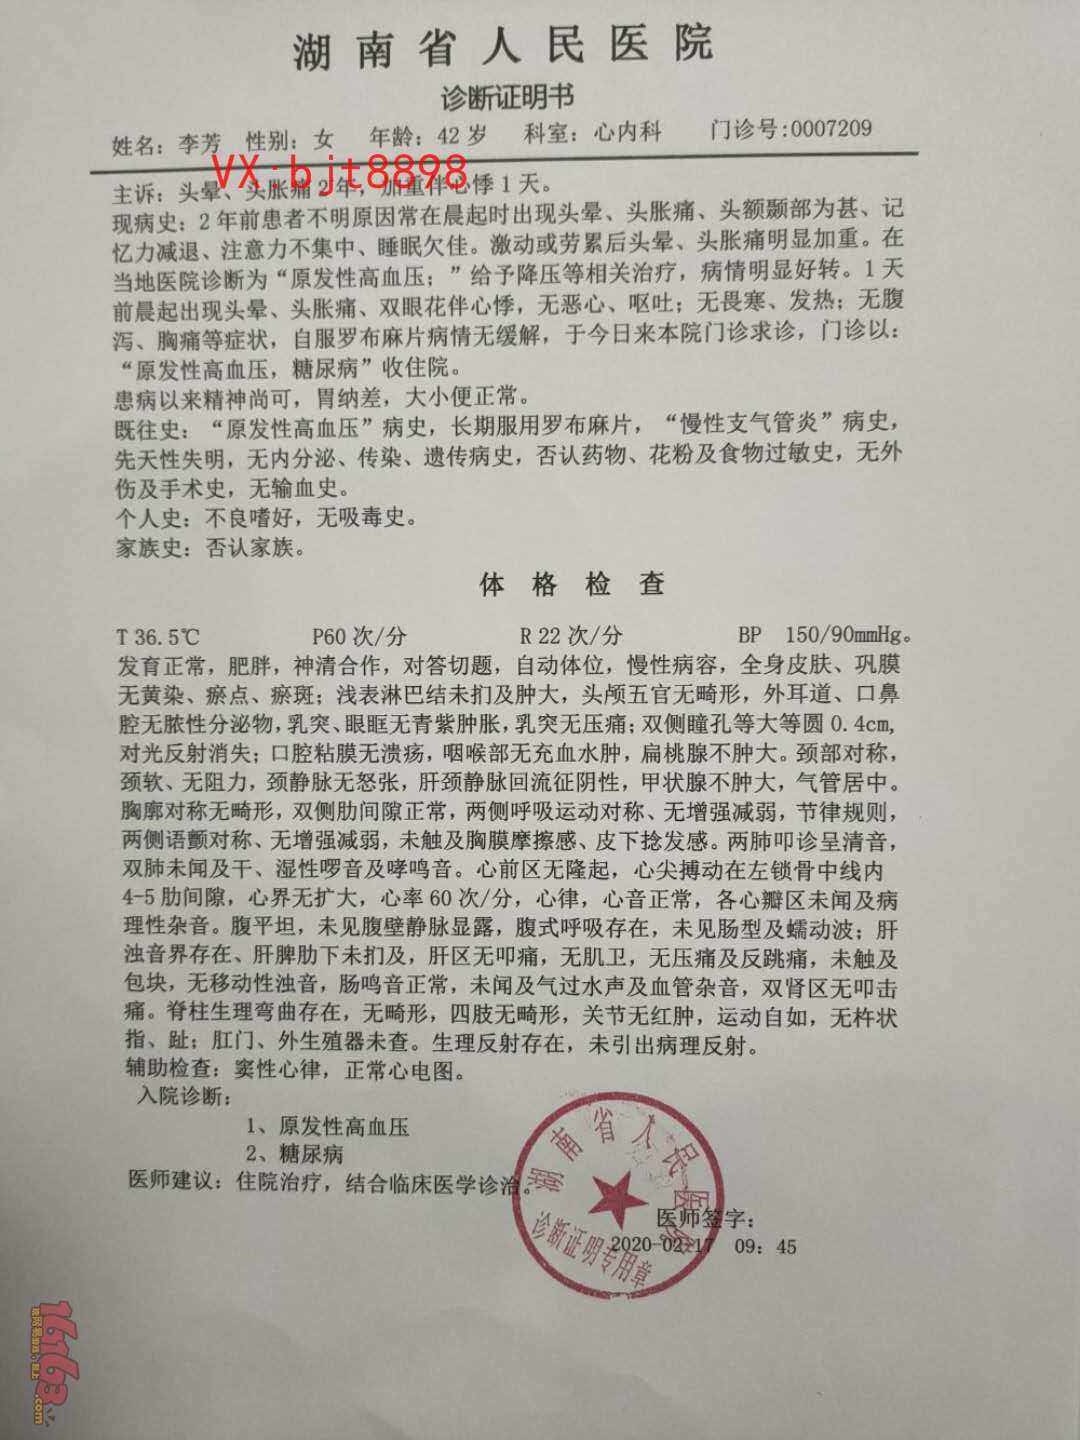 湖南省人民医院
诊断证明书
姓名：李芳 性别：女 年龄：42 岁 科室：心内科 门诊号:0007209
VX:bjt8898
主诉：头晕、头胀痛2年，加重伴心悸1天。
现病史：2年前患者不明原因常在晨起时出现头晕、头胀痛、头额颞部为甚、记
忆力减退、注意力不集中、睡眠欠佳。激动或劳累后头晕、头胀痛明显加重。在
当地医院诊断为“原发性高血压；”给予降压等相关治疗，病情明显好转。1天
前晨起出现头晕、头胀痛、双眼花伴心悸，无恶心、呕吐；无畏寒、发热；无腹
泻、胸痛等症状，自服罗布麻片病情无缓解，于今日来本院门诊求诊，门诊以：
“原发性高血压，糖尿病”收住院。
患病以来精神尚可，胃纳差，大小便正常。
既往史：“原发性高血压”病史，长期服用罗布麻片，“慢性支气管炎”病史，
先天性失明，无内分泌、传染、遗传病史，否认药物、花粉及食物过敏史，无外
伤及手术史，无输血史。
个人史：不良嗜好，无吸毒史。
家族史：否认家族。
体格检查
T 36.5℃ P60 次/分 R 22 次/分 BP 150/90mmHg。
发育正常，肥胖，神清合作，对答切题，自动体位，慢性病容，全身皮肤、巩膜
无黄染、瘀点、瘀斑；浅表淋巴结未扪及肿大，头颅五官无畸形，外耳道、口鼻
腔无脓性分泌物，乳突、眼眶无青紫肿胀，乳突无压痛；双侧瞳孔等大等圆 0.4cm,
对光反射消失；口腔粘膜无溃疡，咽喉部无充血水肿，扁桃腺不肿大。颈部对称，
颈软、无阻力，颈静脉无怒张，肝颈静脉回流征阴性，甲状腺不肿大，气管居中。
胸廓对称无畸形，双侧肋间隙正常，两侧呼吸运动对称、无增强减弱，节律规则，
两侧语颤对称、无增强减弱，未触及胸膜摩擦感、皮下捻发感。两肺叩诊呈清音，
双肺未闻及干、湿性啰音及哮鸣音。心前区无隆起，心尖搏动在左锁骨中线内
4-5 肋间隙，心界无扩大，心率 60 次/分，心律，心音正常，各心瓣区未闻及病
理性杂音。腹平坦，未见腹壁静脉显露，腹式呼吸存在，未见肠型及蠕动波；肝
浊音界存在、肝脾肋下未扪及，肝区无叩痛，无肌卫，无压痛及反跳痛，未触及
包块，无移动性浊音，肠鸣音正常，未闻及气过水声及血管杂音，双肾区无叩击
痛。脊柱生理弯曲存在，无畸形，四肢无畸形，关节无红肿，运动自如，无杵状
指、趾；肛门、外生殖器未查。生理反射存在，未引出病理反射。
辅助检查：窦性心律，正常心电图。
入院诊断：
1、原发性高血压
2、糖尿病
医师建议：住院治疗，结合临床医学诊治。
湖南省人民医院
诊断证明专用章
医师签字：
2020-02-17 09：45
16163
.com